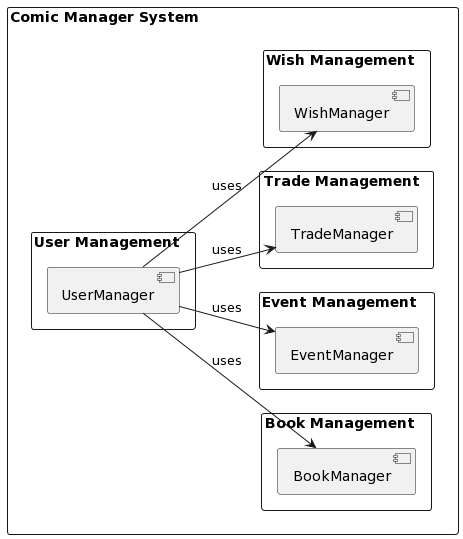 Comic Manager System
Wish Management
WishManager
uses
Trade Management
TradeManager
User Management
UserManager
uses
Event Management
EventManager
uses
Book Management
BookManager
uses